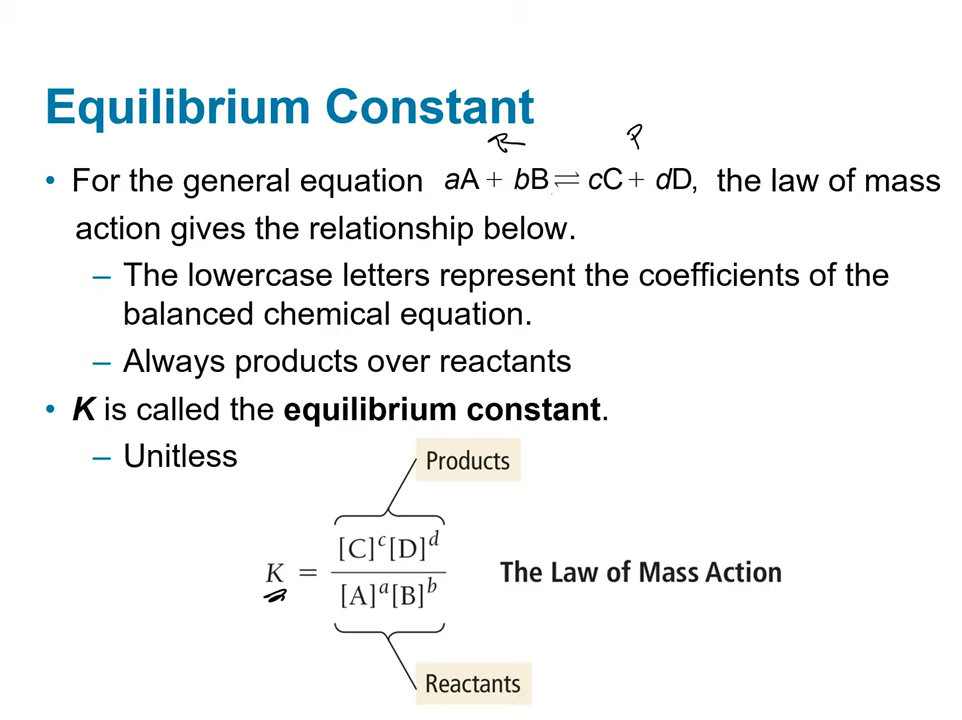 Equilibrium Constant
R P
• For the general equation aA + bB ⇌ cC + dD, the law of mass
action gives the relationship below.
– The lowercase letters represent the coefficients of the
balanced chemical equation.
– Always products over reactants
• K is called the equilibrium constant.
– Unitless
Products
K = [C]^c[D]^d / [A]^a[B]^b
The Law of Mass Action
Reactants